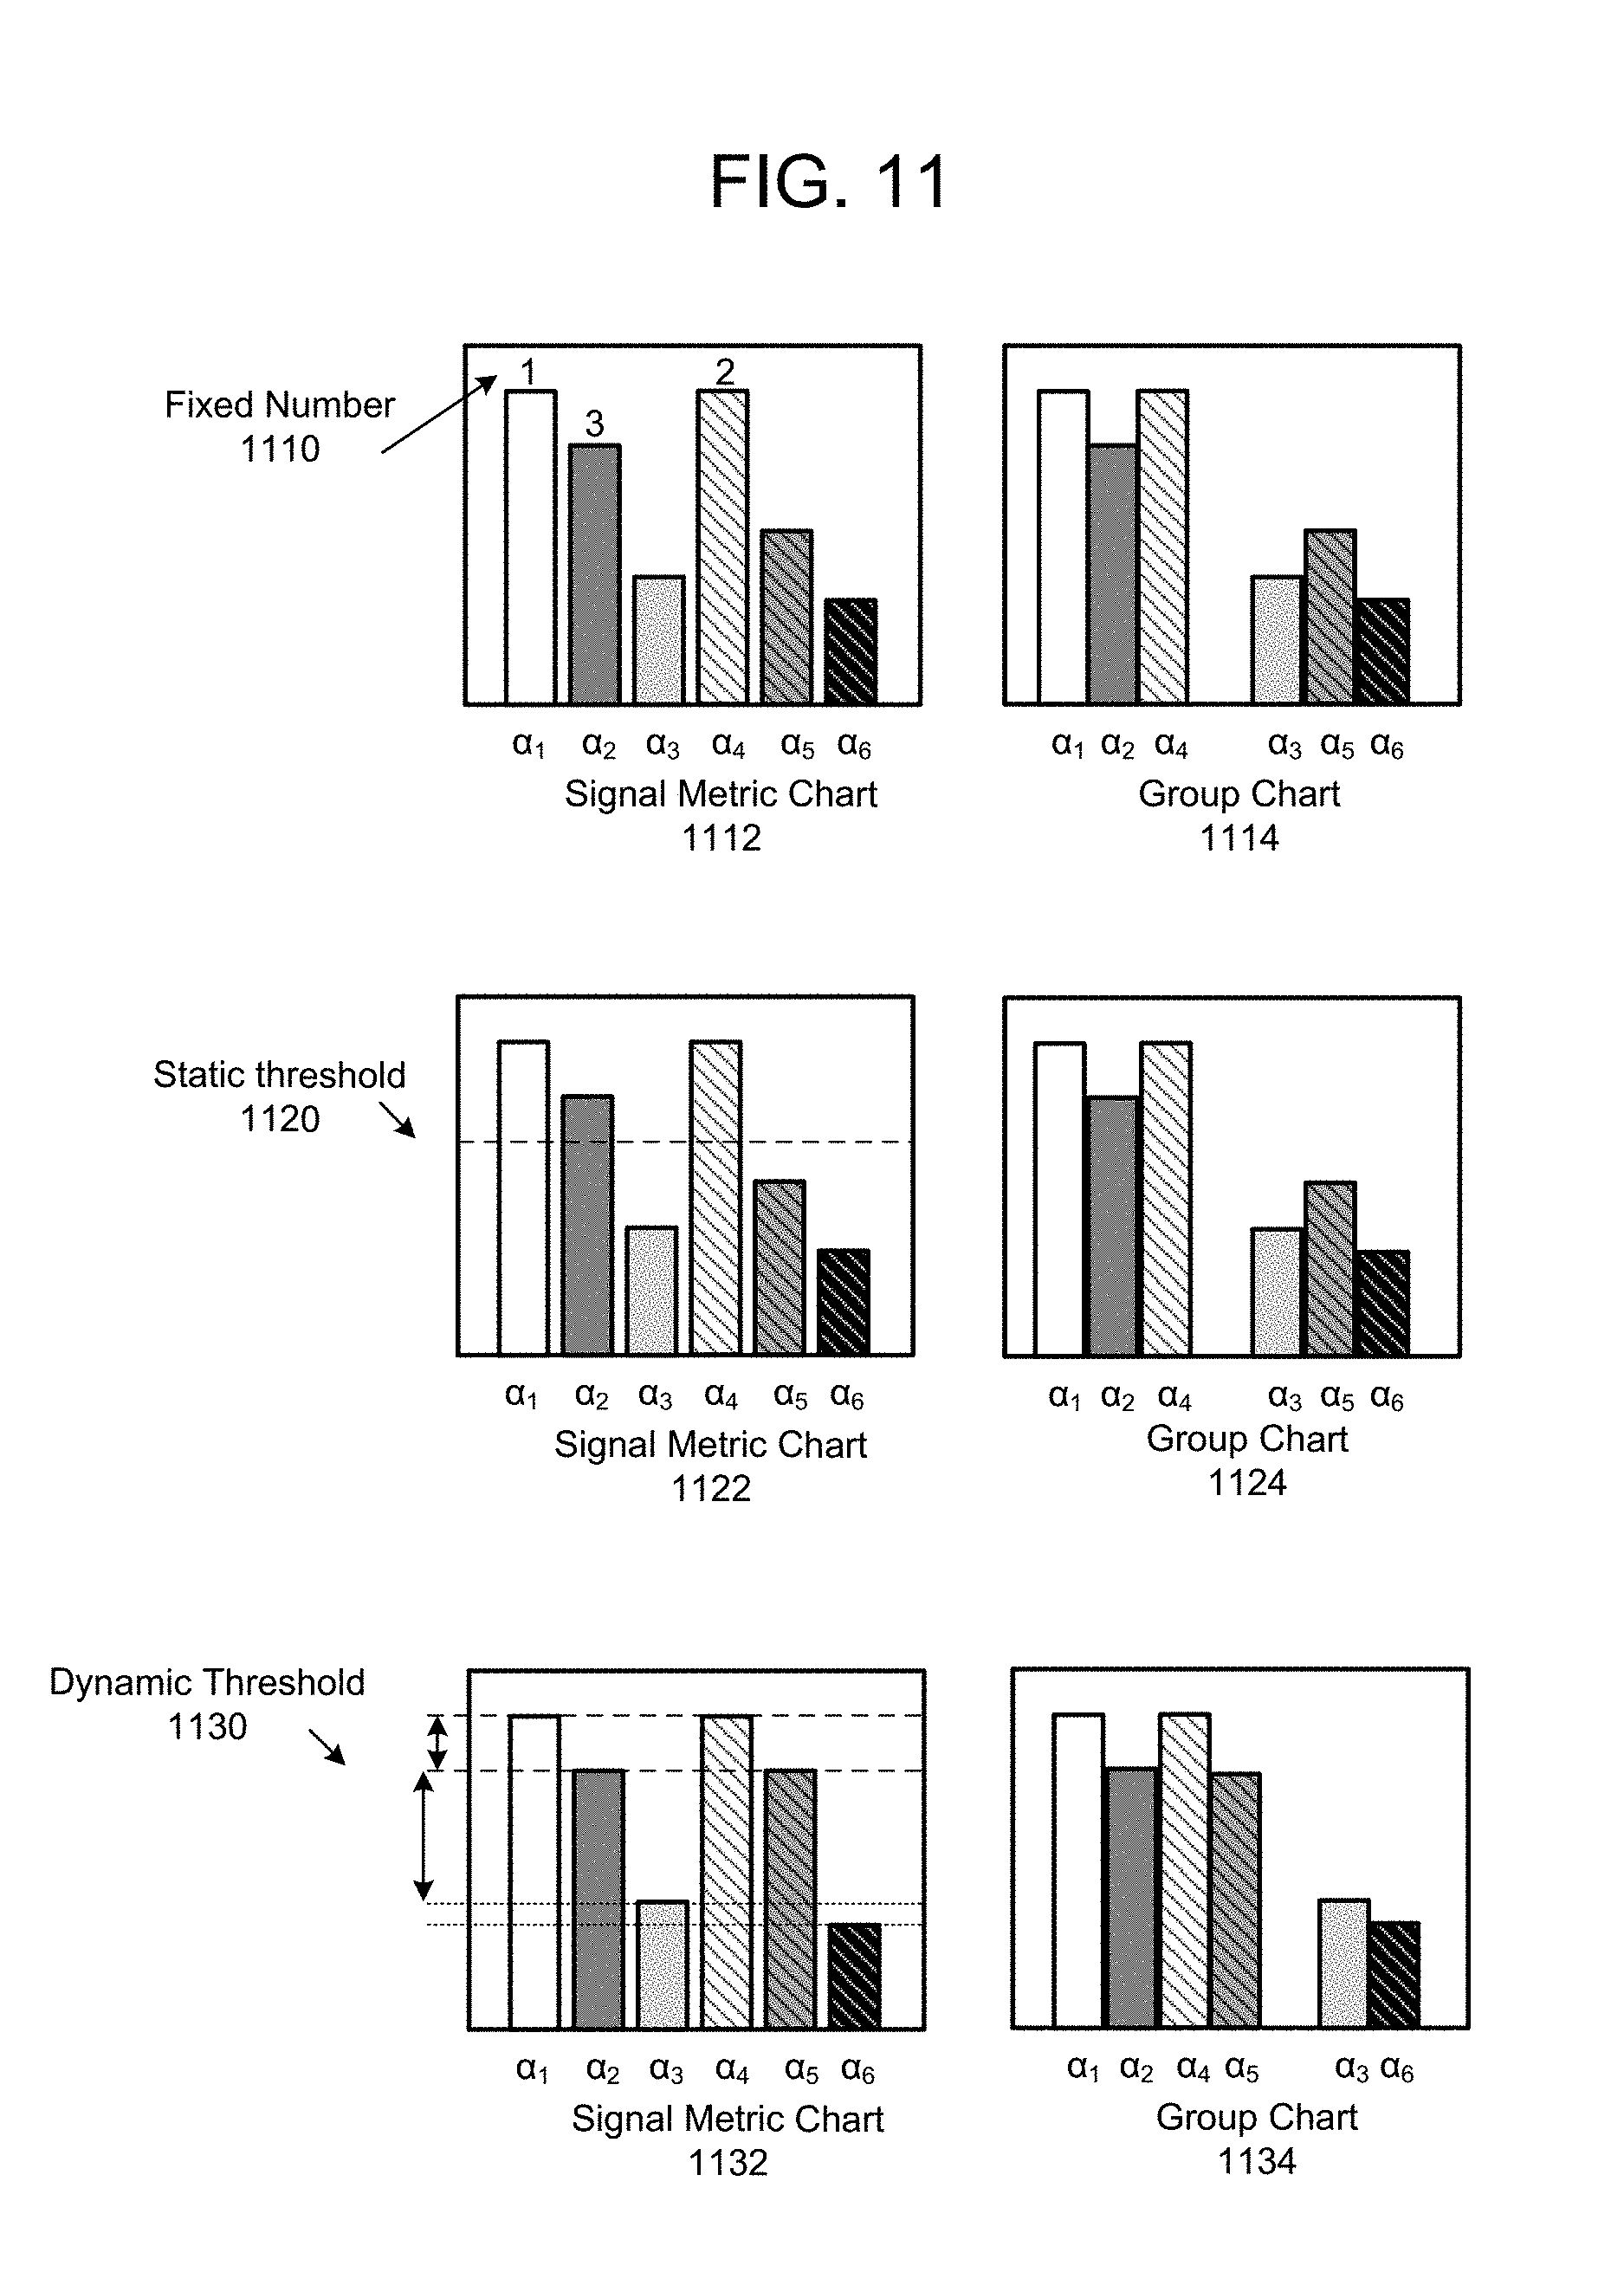 FIG. 11
1 2
3
Fixed Number
1110
α1 α2 α3 α4 α5 α6
Signal Metric Chart
1112
α1 α2 α4 α3 α5 α6
Group Chart
1114
Static threshold
1120
α1 α2 α3 α4 α5 α6
Signal Metric Chart
1122
α1 α2 α4 α3 α5 α6
Group Chart
1124
Dynamic Threshold
1130
α1 α2 α3 α4 α5 α6
Signal Metric Chart
1132
α1 α2 α4 α5 α3 α6
Group Chart
1134